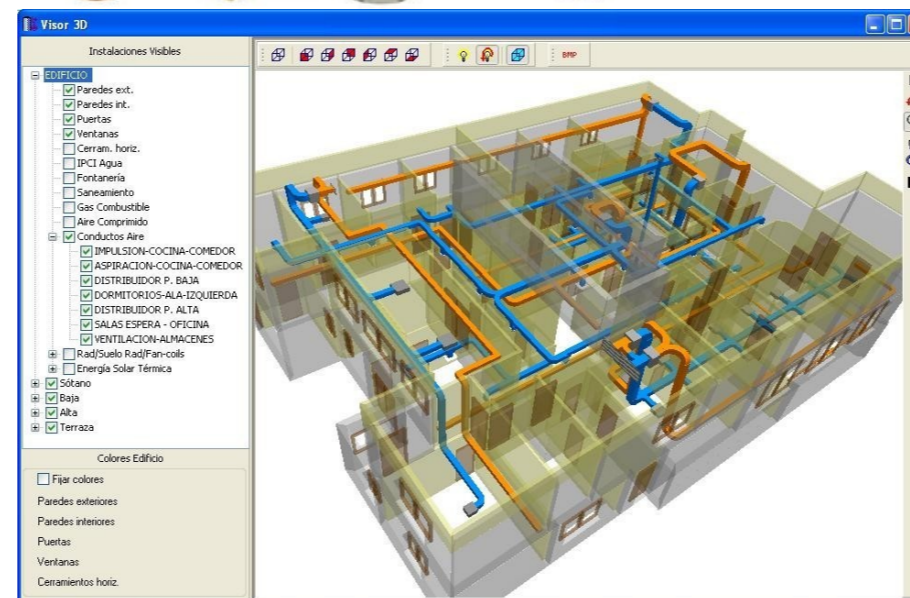 Visor 3D
Instalaciones Visibles
BMP
EDIFICIO
Paredes ext.
Paredes int.
Puertas
Ventanas
Cerram. horiz.
IPCI Agua
Fontanería
Saneamiento
Gas Combustible
Aire Comprimido
Conductos Aire
IMPULSION-COCINA-COMEDOR
ASPIRACION-COCINA-COMEDOR
DISTRIBUIDOR P. BAJA
DORMITORIOS-ALA-IZQUIERDA
DISTRIBUIDOR P. ALTA
SALAS ESPERA - OFICINA
VENTILACION-ALMACENES
Rad/Suelo Rad/Fan-coils
Energía Solar Térmica
Sótano
Baja
Alta
Terraza
Colores Edificio
Fijar colores
Paredes exteriores
Paredes interiores
Puertas
Ventanas
Cerramientos horiz.